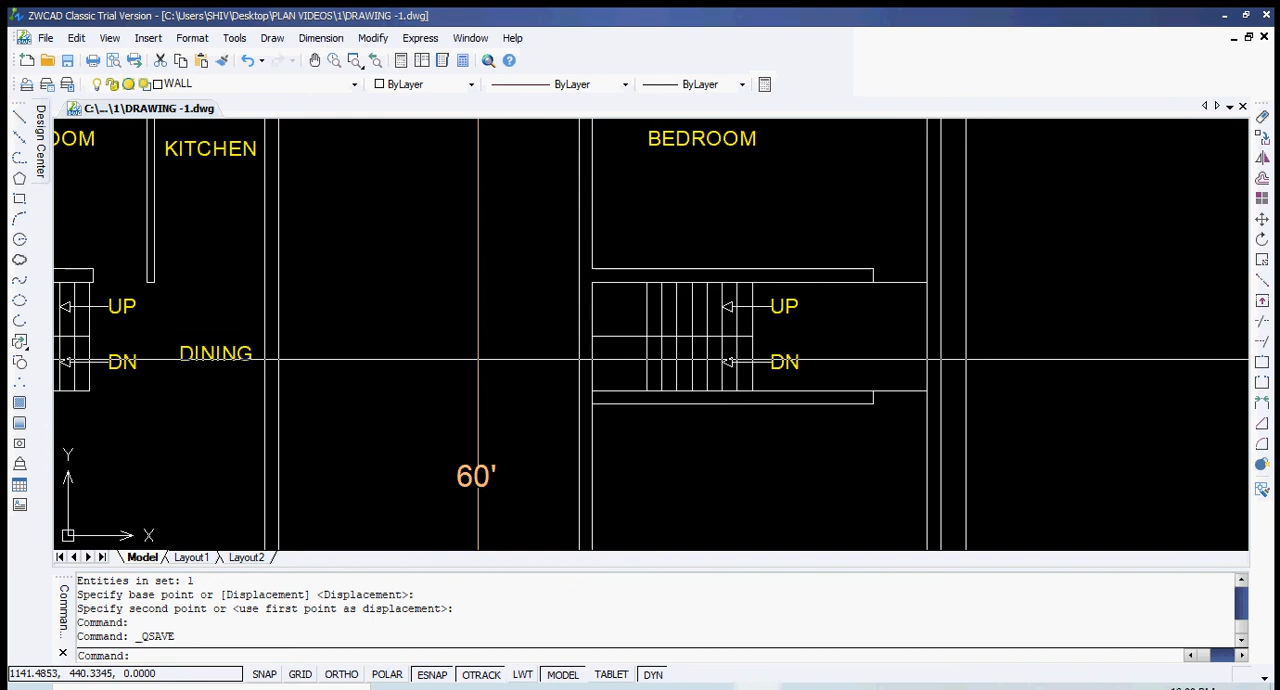 ZWCAD Classic Trial Version - [C:\Users\SHIV\Desktop\PLAN VIDEOS\1\DRAWING -1.dwg]
File Edit View Insert Format Tools Draw Dimension Modify Express Window Help
WALL ByLayer ByLayer ByLayer
C:\...\1\DRAWING -1.dwg
Design Center
OOM KITCHEN BEDROOM
UP UP
DINING DN DN
60'
Y
X
Model Layout1 Layout2
Comman...
Entities in set: 1
Specify base point or [Displacement] <Displacement>:
Specify second point or <use first point as displacement>:
Command:
Command: _QSAVE
Command:
1141.4853, 440.3345, 0.0000 SNAP GRID ORTHO POLAR ESNAP OTRACK LWT MODEL TABLET DYN